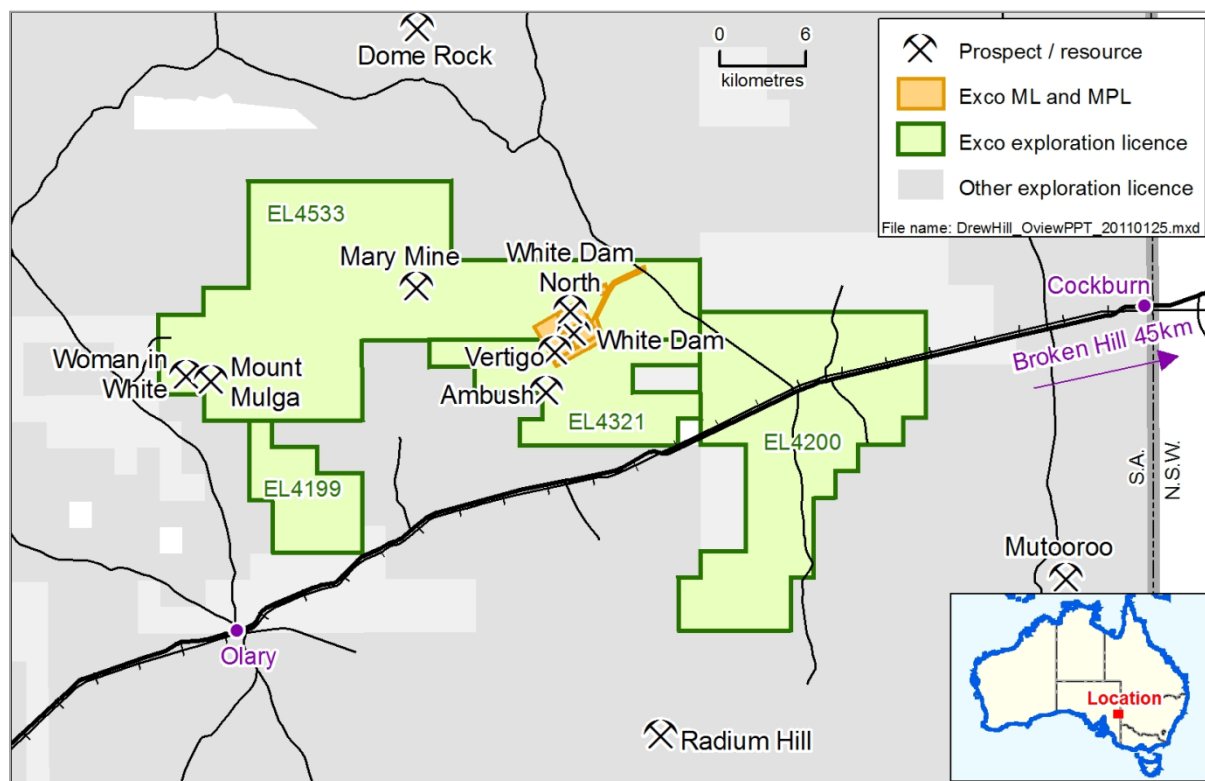 Dome Rock
0 6
kilometres
Prospect / resource
Exco ML and MPL
Exco exploration licence
Other exploration licence
File name: DrewHill_OviewPPT_20110125.mxd
EL4533
Mary Mine
White Dam
North
White Dam
Vertigo
Ambush
Woman in
White
Mount
Mulga
EL4321
EL4200
EL4199
Cockburn
Broken Hill 45km
S.A.
N.S.W.
Mutooroo
Olary
Radium Hill
Location